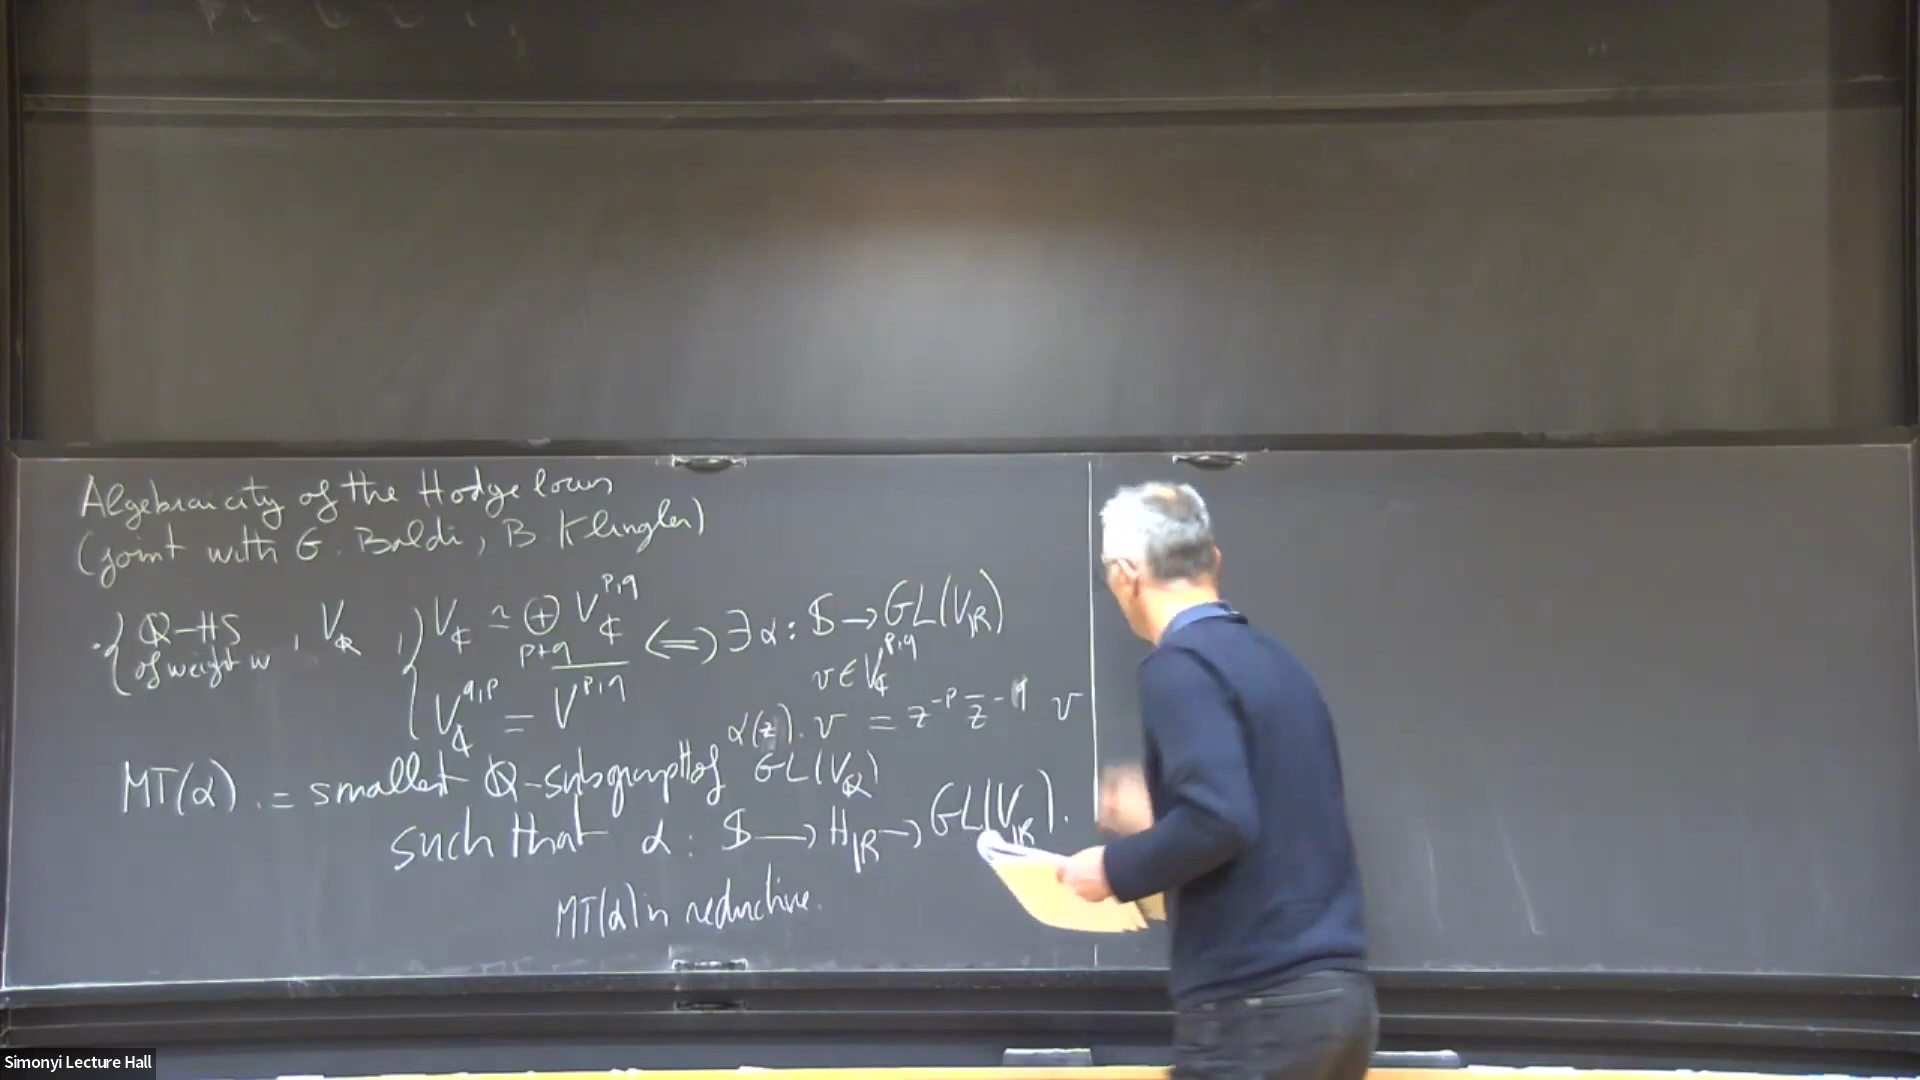 Algebraicity of the Hodge locus
(joint with G. Baldi, B. Klingler)
{ ℚ-HS of weight w , V_ℚ , { V_ℂ ≃ ⊕_{p+q} V_ℂ^{p,q} ⟺ ∃ α : 𝕊 → GL(V_ℝ)
V_ℂ^{q,p} = \overline{V^{p,q}}
v ∈ V_ℂ^{p,q}
α(z). v = z^{-p} \bar{z}^{-q} v
MT(α) := smallest ℚ-subgroup H of GL(V_ℚ)
such that α : 𝕊 → H_ℝ → GL(V_ℝ).
MT(α) is reductive.
Simonyi Lecture Hall